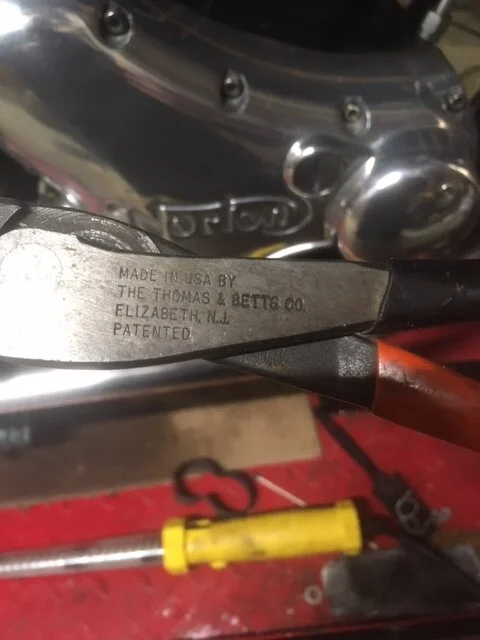 Norton
MADE IN USA BY
THE THOMAS & BETTS CO.
ELIZABETH, N.J.
PATENTED